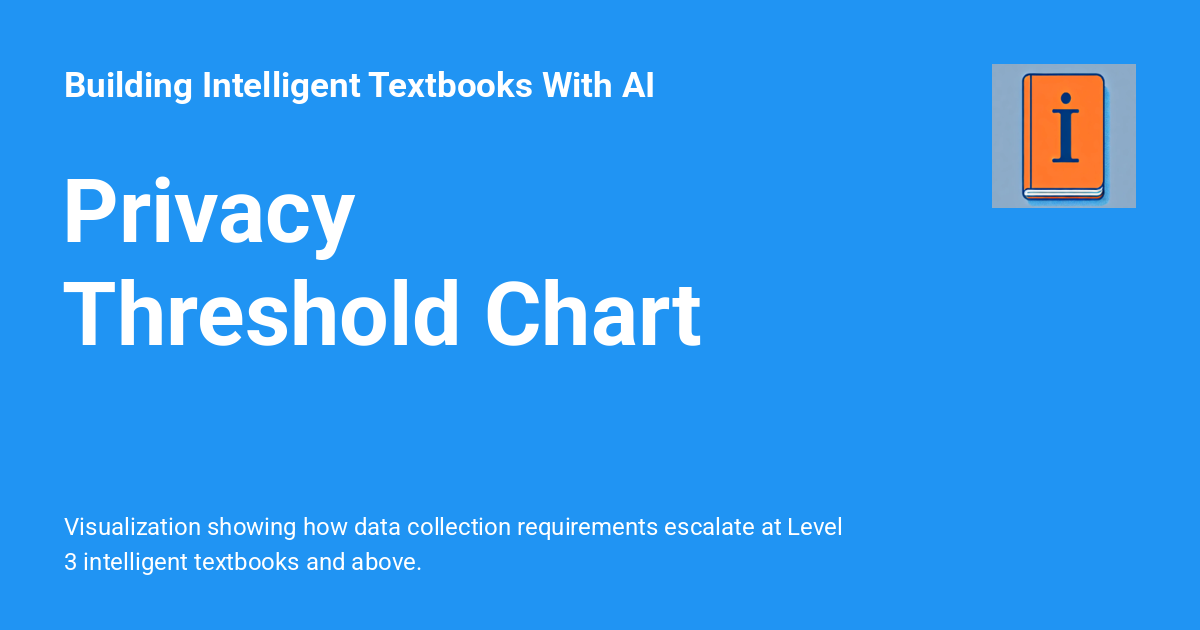 Building Intelligent Textbooks With AI
i
Privacy
Threshold Chart
Visualization showing how data collection requirements escalate at Level
3 intelligent textbooks and above.